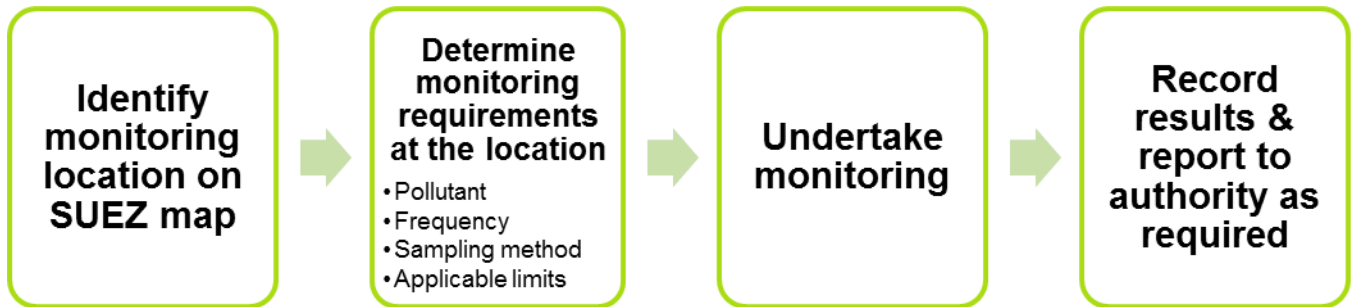 Identify
monitoring
location on
SUEZ map
Determine
monitoring
requirements
at the location
•Pollutant
•Frequency
•Sampling method
•Applicable limits
Undertake
monitoring
Record
results &
report to
authority as
required